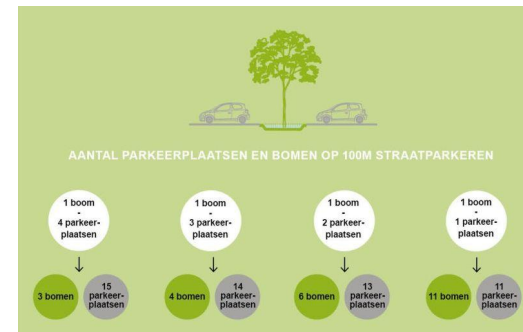 AANTAL PARKEERPLAATSEN EN BOMEN OP 100M STRAATPARKEREN
1 boom
-
4 parkeer-
plaatsen
1 boom
-
3 parkeer-
plaatsen
1 boom
-
2 parkeer-
plaatsen
1 boom
-
1 parkeer-
plaatsen
3 bomen
15
parkeer-
plaatsen
4 bomen
14
parkeer-
plaatsen
6 bomen
13
parkeer-
plaatsen
11 bomen
11
parkeer-
plaatsen